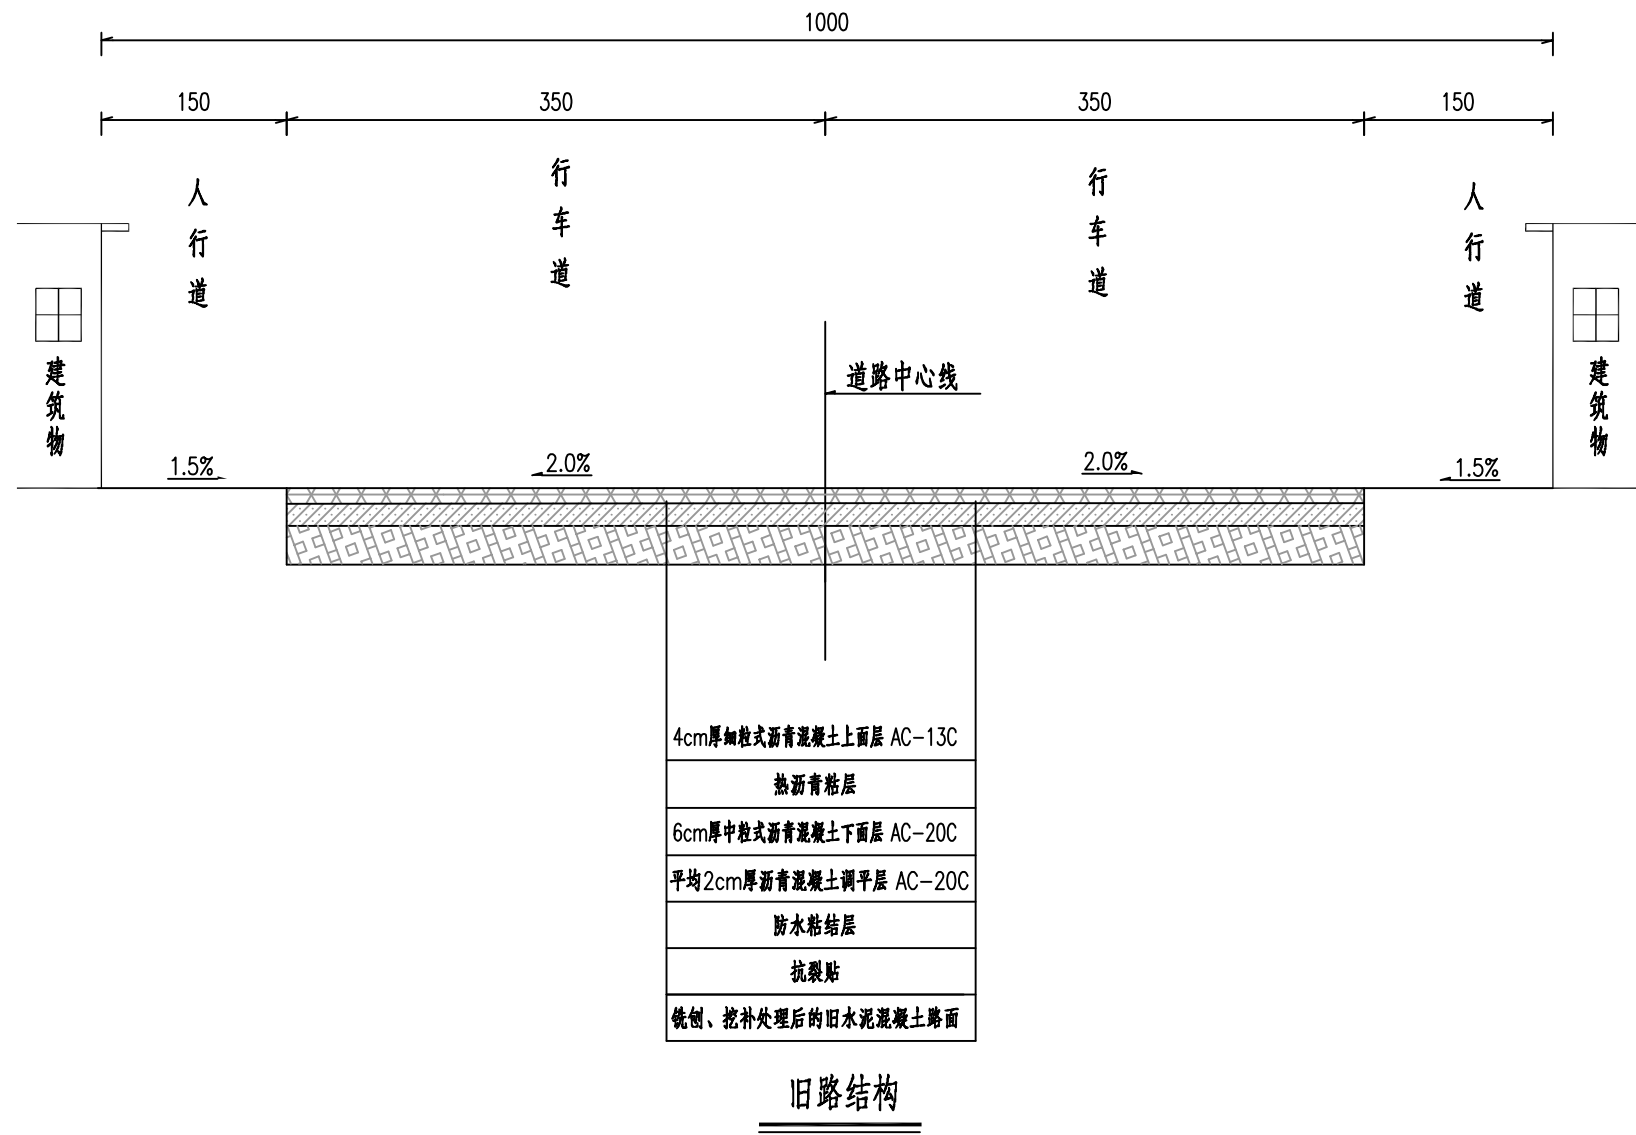 1000
150
350
350
150
人行道
行车道
行车道
人行道
建筑物
建筑物
道路中心线
1.5%
2.0%
2.0%
1.5%
4cm厚细粒式沥青混凝土上面层 AC-13C
热沥青粘层
6cm厚中粒式沥青混凝土下面层 AC-20C
平均2cm厚沥青混凝土调平层 AC-20C
防水粘结层
抗裂贴
铣刨、挖补处理后的旧水泥混凝土路面
旧路结构